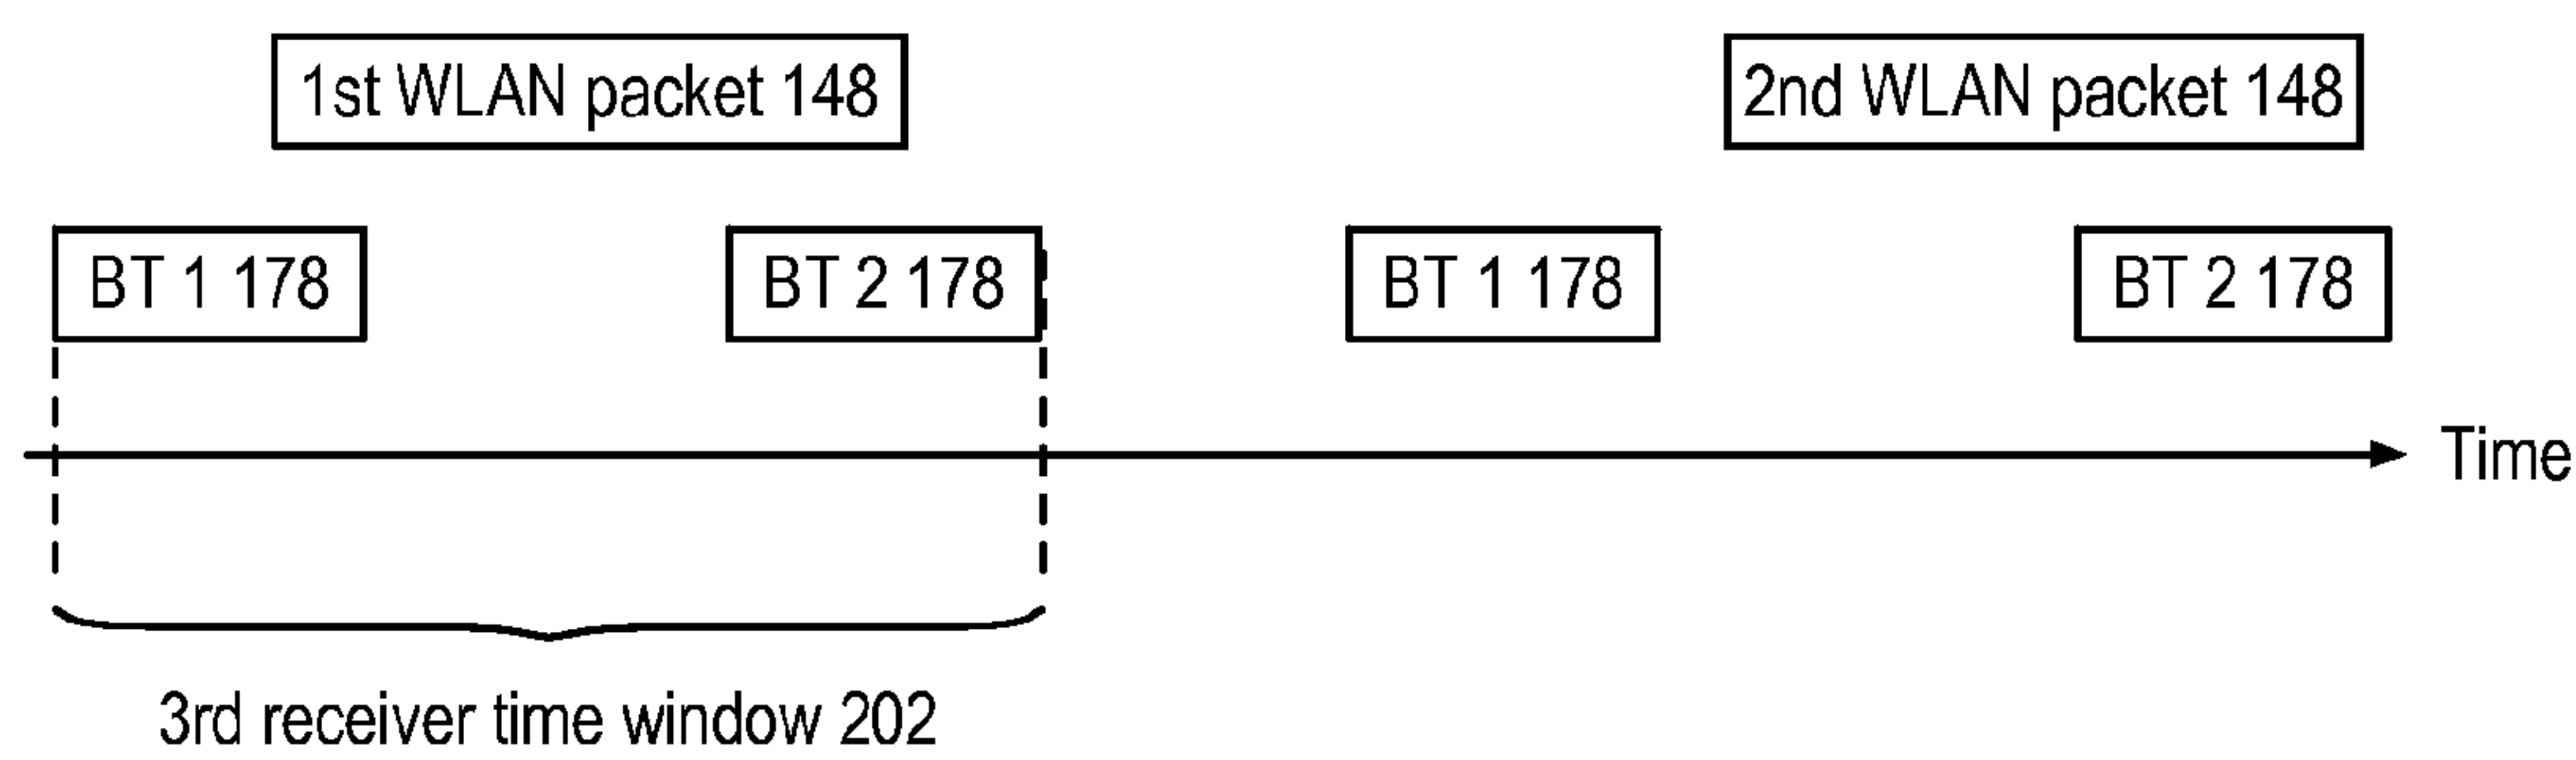 1st WLAN packet 148
2nd WLAN packet 148
BT 1 178
BT 2 178
BT 1 178
BT 2 178
Time
3rd receiver time window 202